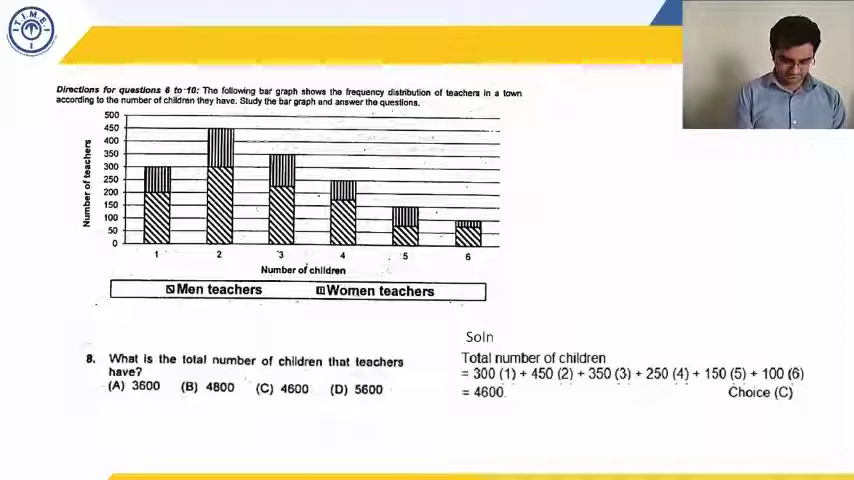 T.I.M.E.
Directions for questions 6 to 10: The following bar graph shows the frequency distribution of teachers in a town
according to the number of children they have. Study the bar graph and answer the questions.
500
450
400
350
300
250
200
150
100
50
0
Number of teachers
1 2 3 4 5 6
Number of children
Men teachers Women teachers
8. What is the total number of children that teachers
have?
(A) 3600 (B) 4800 (C) 4600 (D) 5600
Soln
Total number of children
= 300 (1) + 450 (2) + 350 (3) + 250 (4) + 150 (5) + 100 (6)
= 4600. Choice (C)